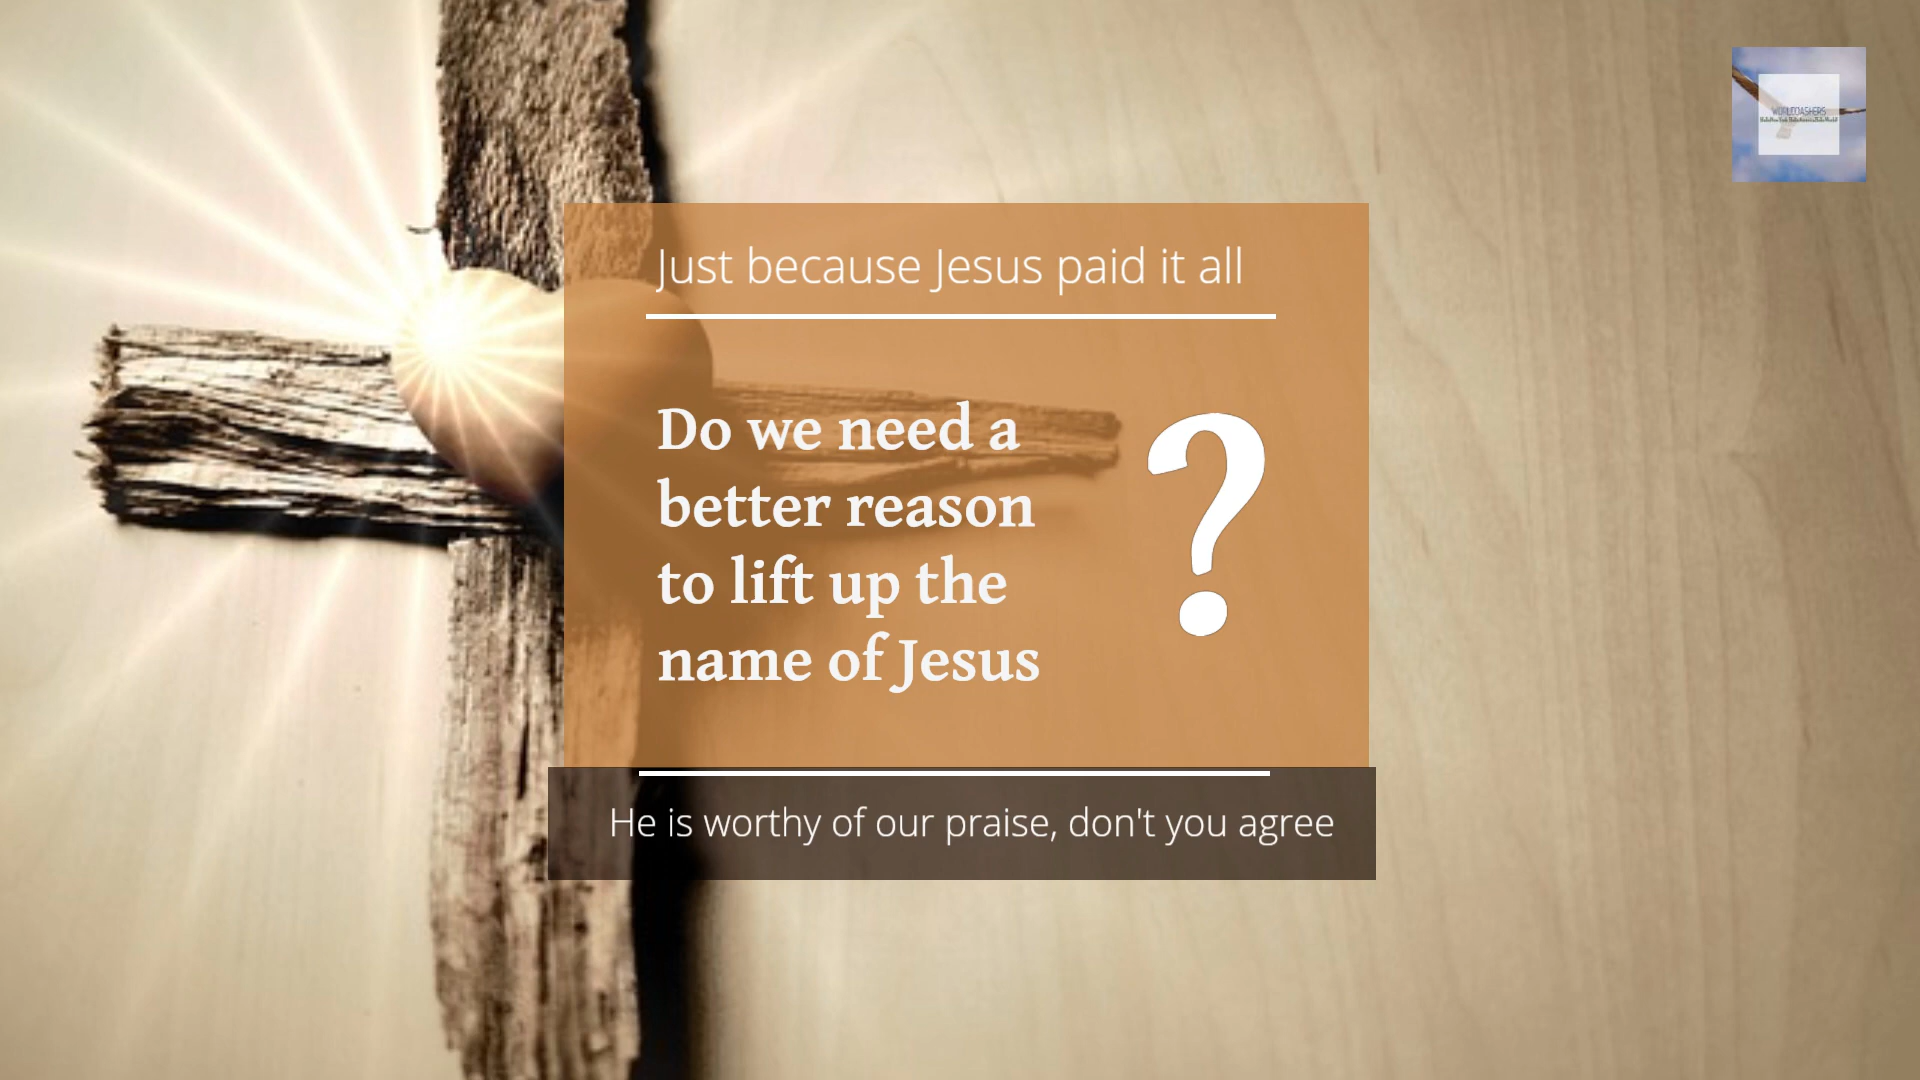 Just because Jesus paid it all
Do we need a
better reason
to lift up the
name of Jesus
?
He is worthy of our praise, don't you agree